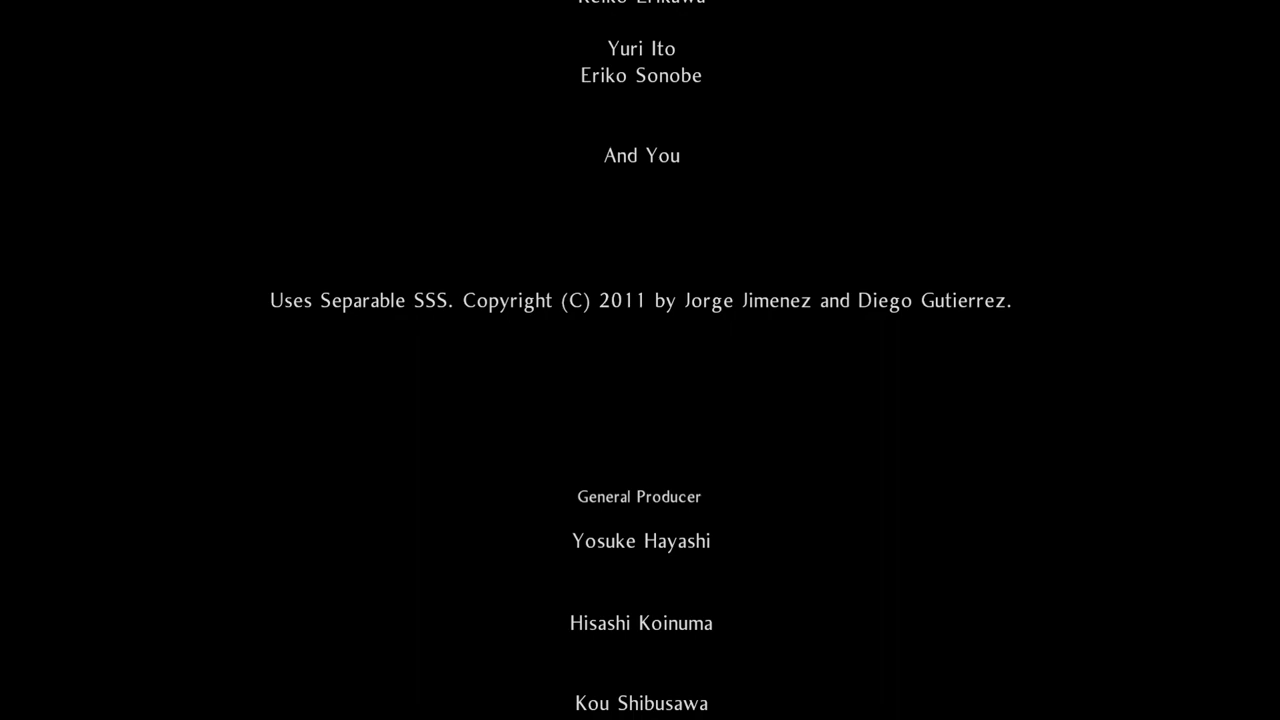 Yuri Ito
Eriko Sonobe
And You
Uses Separable SSS. Copyright (C) 2011 by Jorge Jimenez and Diego Gutierrez.
General Producer
Yosuke Hayashi
Hisashi Koinuma
Kou Shibusawa